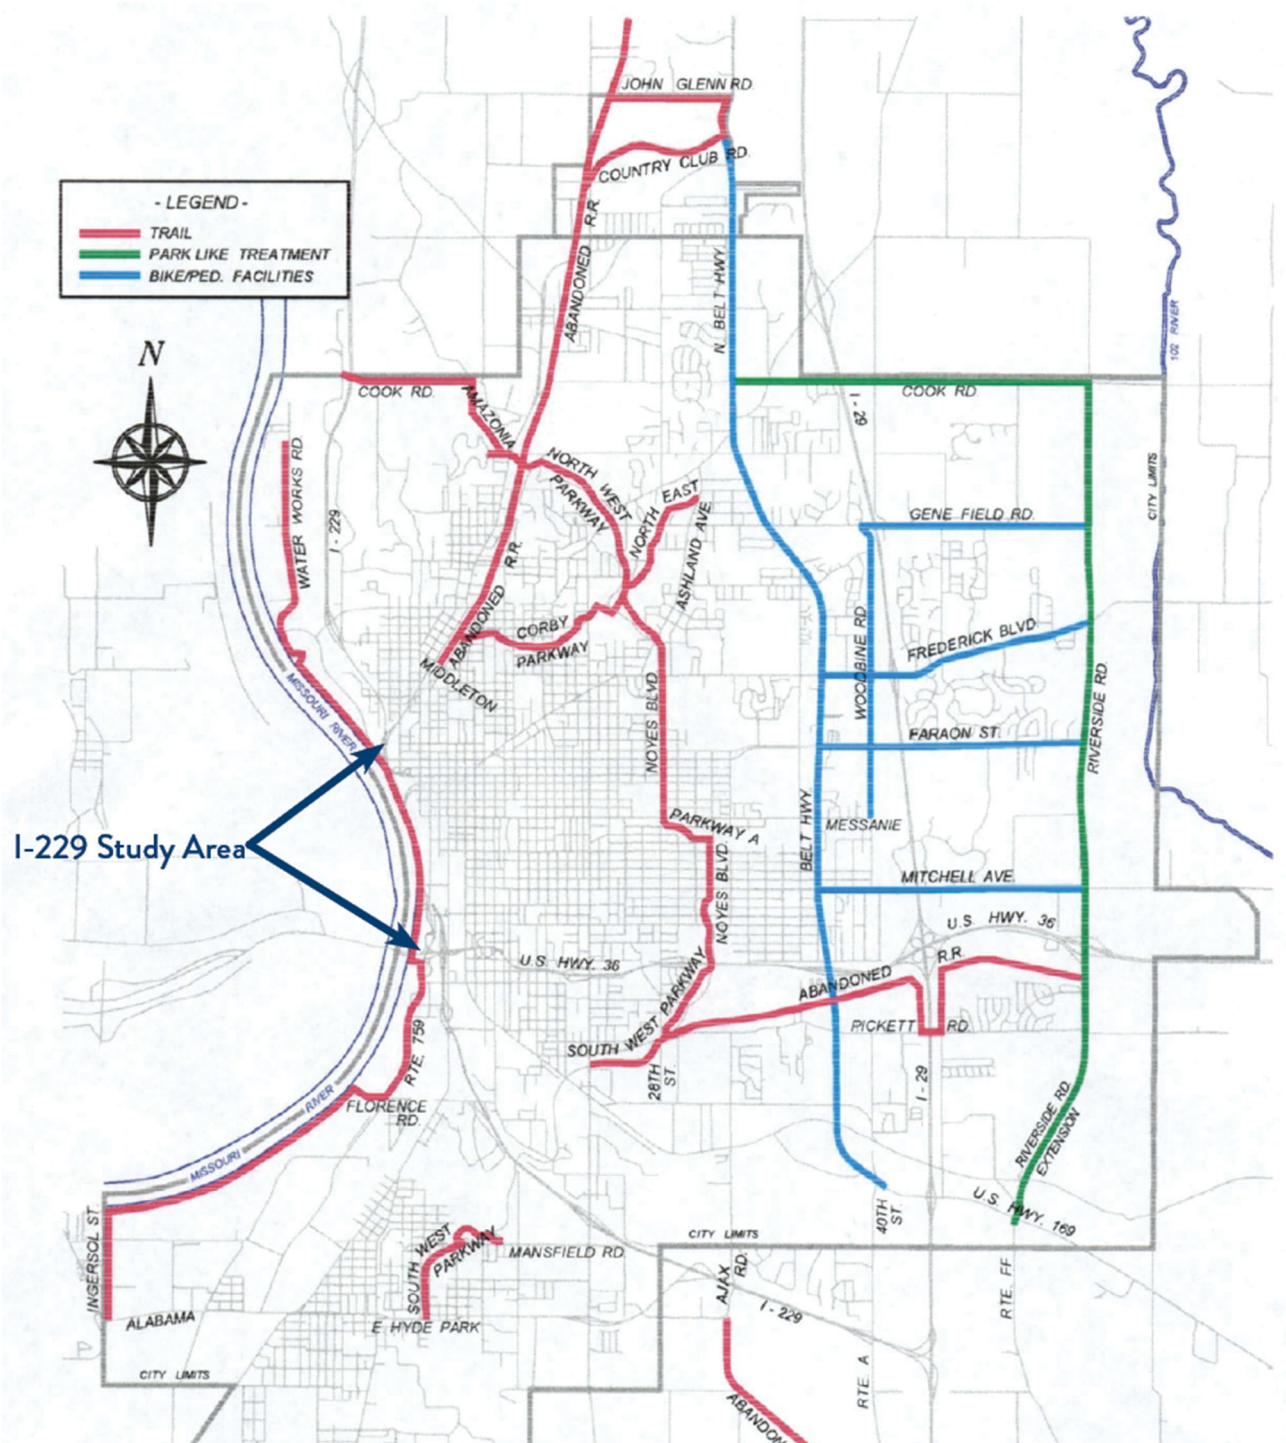 JOHN GLENN RD.
COUNTRY CLUB RD.
- LEGEND -
TRAIL
PARK LIKE TREATMENT
BIKE/PED. FACILITIES
ABANDONED R.R.
N. BELT HWY.
102 RIVER
N
COOK RD.
AMAZONIA
COOK RD.
I - 29
WATER WORKS RD.
I - 229
NORTH WEST
PARKWAY
NORTH EAST
ASHLAND AVE.
CITY LIMITS
GENE FIELD RD.
ABANDONED R.R.
CORBY
PARKWAY
MIDDLETON
WOODBINE RD.
FREDERICK BLVD.
MISSOURI RIVER
NOYES BLVD.
FARAON ST.
RIVERSIDE RD.
I-229 Study Area
PARKWAY A
BELT HWY.
MESSANIE
NOYES BLVD.
MITCHELL AVE.
U.S. HWY. 36
U.S. HWY. 36
ABANDONED R.R.
SOUTH WEST PARKWAY
PICKETT RD.
RTE. 759
28TH
ST.
I - 29
FLORENCE
RD.
MISSOURI RIVER
RIVERSIDE RD.
EXTENSION
U.S. HWY. 169
40TH
ST.
INGERSOL ST.
SOUTH WEST
PARKWAY
MANSFIELD RD.
CITY LIMITS
AJAX
RD.
I - 229
RTE. FF
ALABAMA
E. HYDE PARK
CITY LIMITS
RTE. A
ABANDON